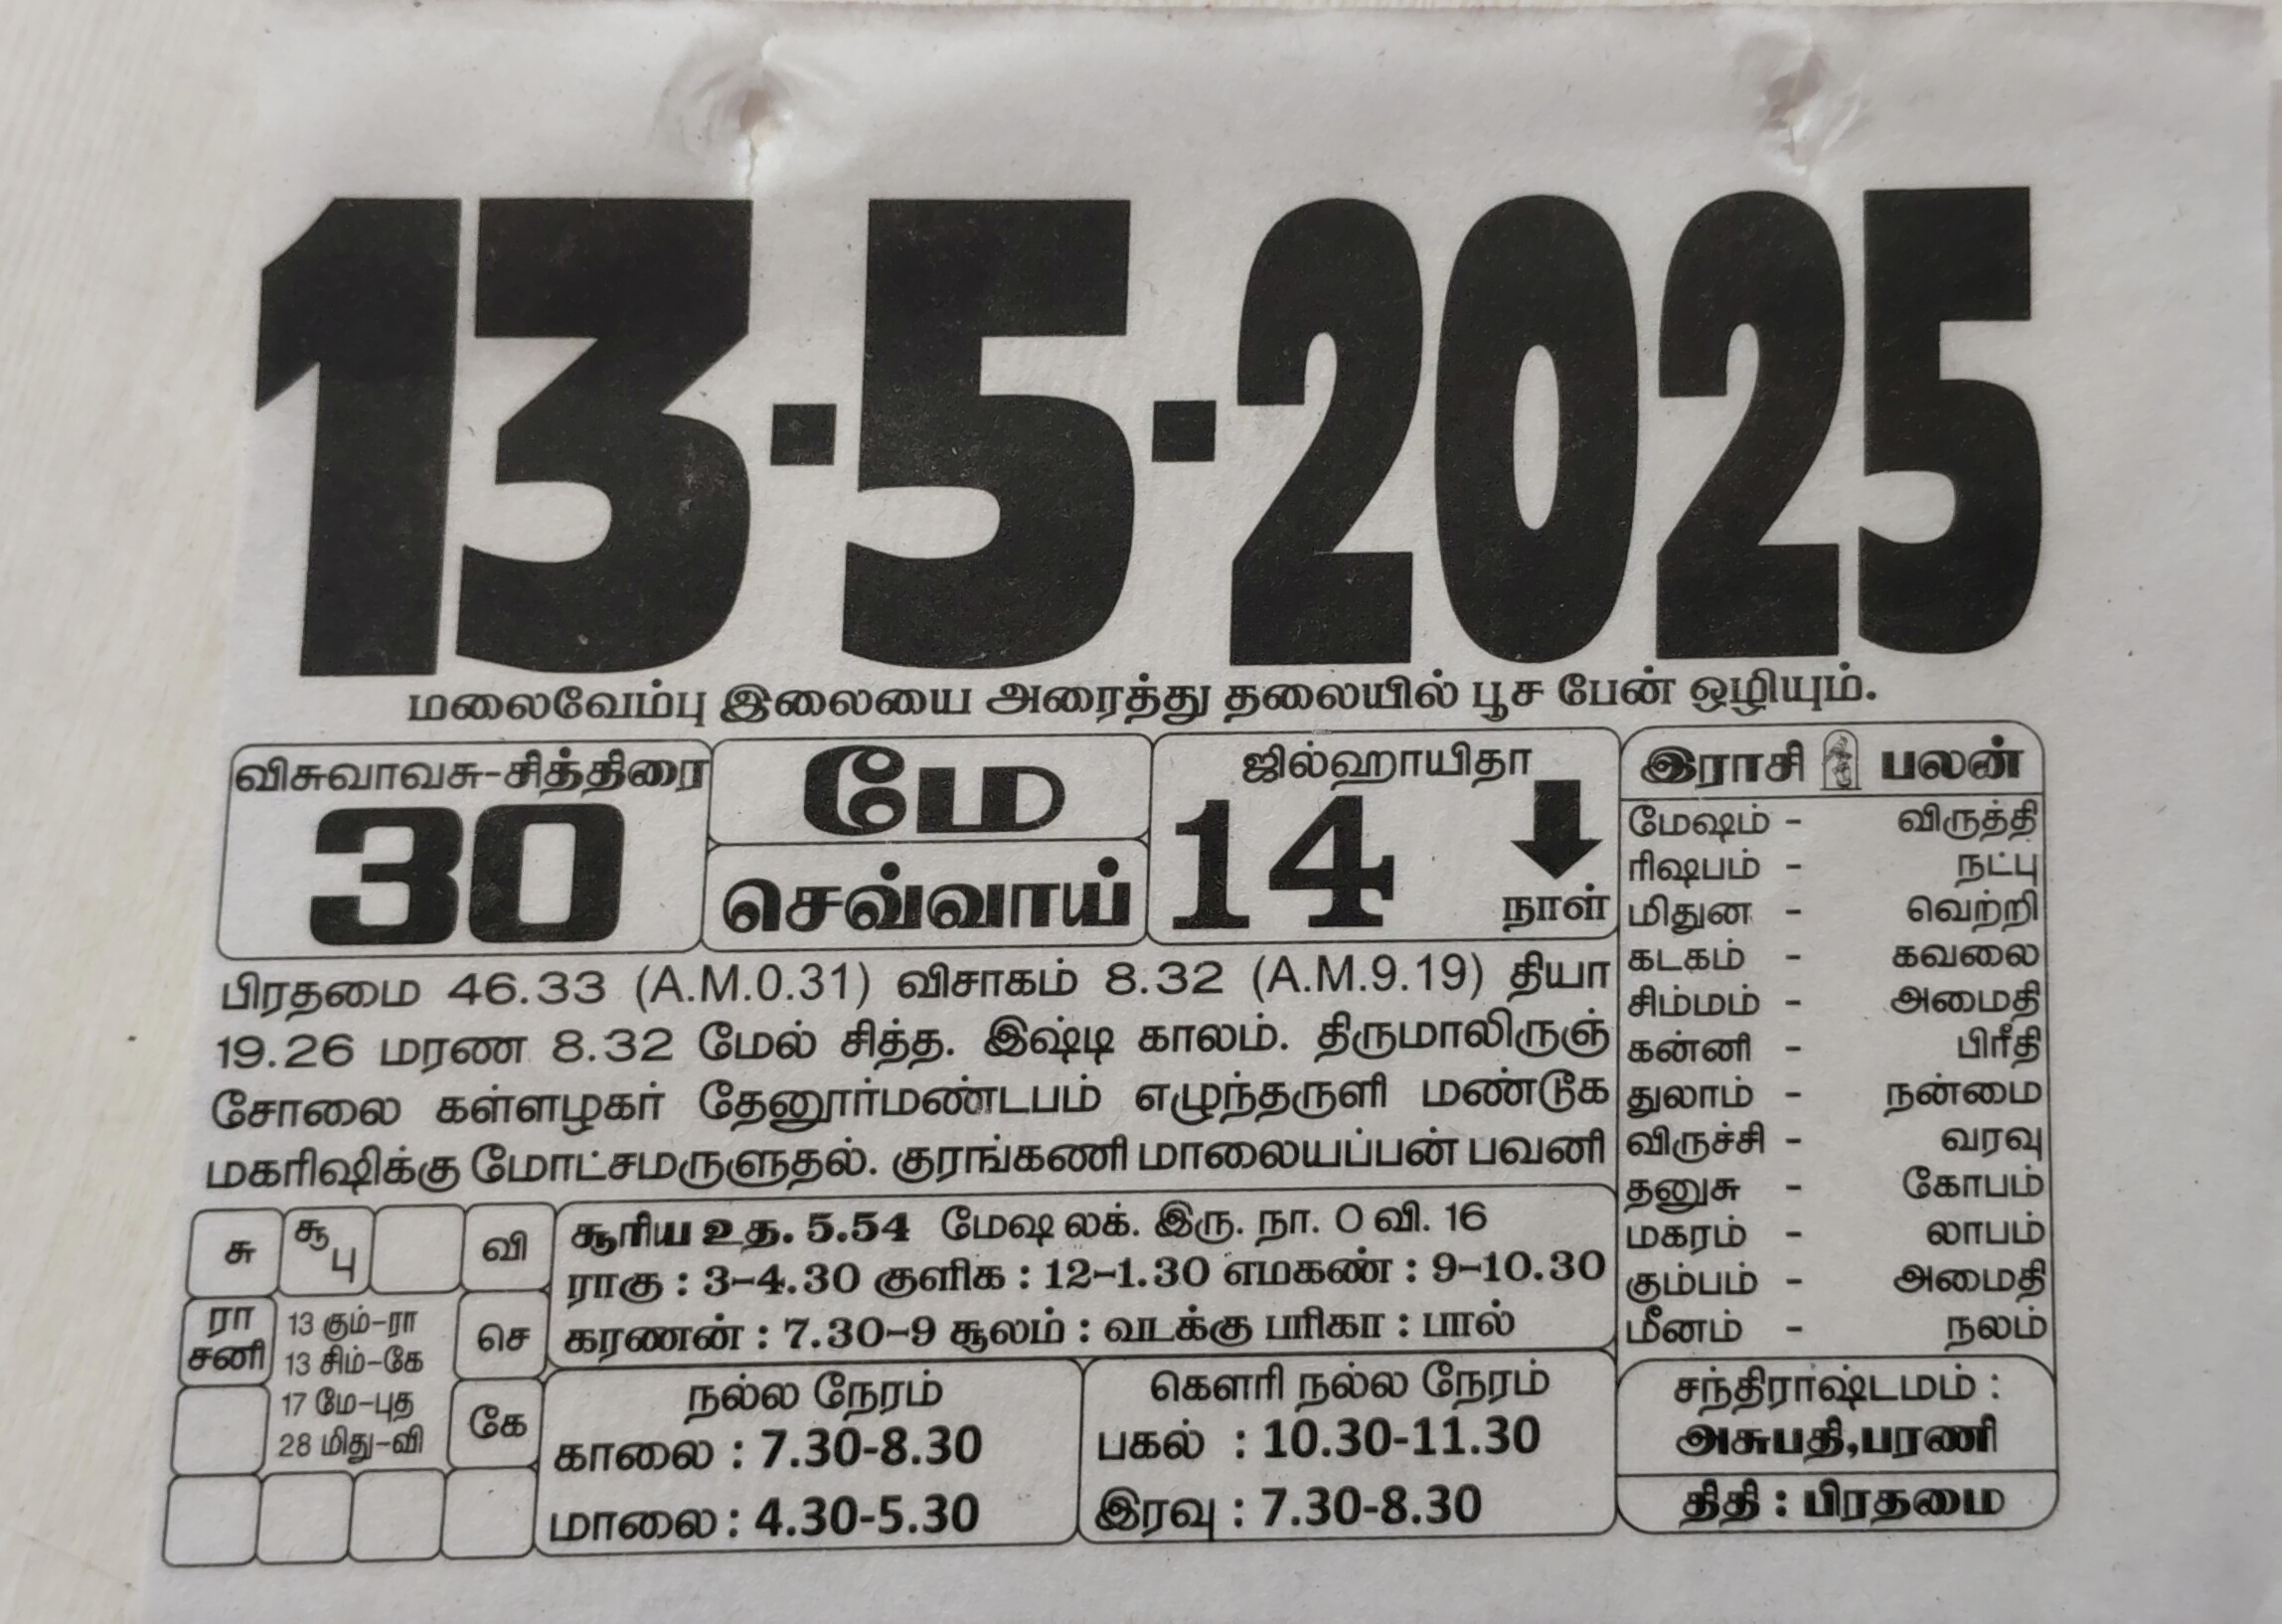 13-5-2025
மலைவேம்பு இலையை அரைத்து தலையில் பூச பேன் ஒழியும்.
விசுவாவசு-சித்திரை
30
மே
செவ்வாய்
ஜில்ஹாயிதா
14
நாள்
பிரதமை 46.33 (A.M.0.31) விசாகம் 8.32 (A.M.9.19) தியா
19.26 மரண 8.32 மேல் சித்த. இஷ்டி காலம். திருமாலிருஞ்
சோலை கள்ளழகர் தேனூர்மண்டபம் எழுந்தருளி மண்டூக
மகரிஷிக்கு மோட்சமருளுதல். குரங்கணி மாலையப்பன் பவனி
சு
சூ
பு
வி
ரா
சனி
13 கும்-ரா
13 சிம்-கே
17 மே-புத
28 மிது-வி
செ
கே
சூரிய உத. 5.54 மேஷ லக். இரு. நா. 0 வி. 16
ராகு : 3-4.30 குளிக : 12-1.30 எமகண் : 9-10.30
கரணன் : 7.30-9 சூலம் : வடக்கு பரிகா : பால்
நல்ல நேரம்
காலை : 7.30-8.30
மாலை : 4.30-5.30
கௌரி நல்ல நேரம்
பகல் : 10.30-11.30
இரவு : 7.30-8.30
இராசி பலன்
மேஷம் - விருத்தி
ரிஷபம் - நட்பு
மிதுன - வெற்றி
கடகம் - கவலை
சிம்மம் - அமைதி
கன்னி - பிரீதி
துலாம் - நன்மை
விருச்சி - வரவு
தனுசு - கோபம்
மகரம் - லாபம்
கும்பம் - அமைதி
மீனம் - நலம்
சந்திராஷ்டமம் :
அசுபதி,பரணி
திதி : பிரதமை